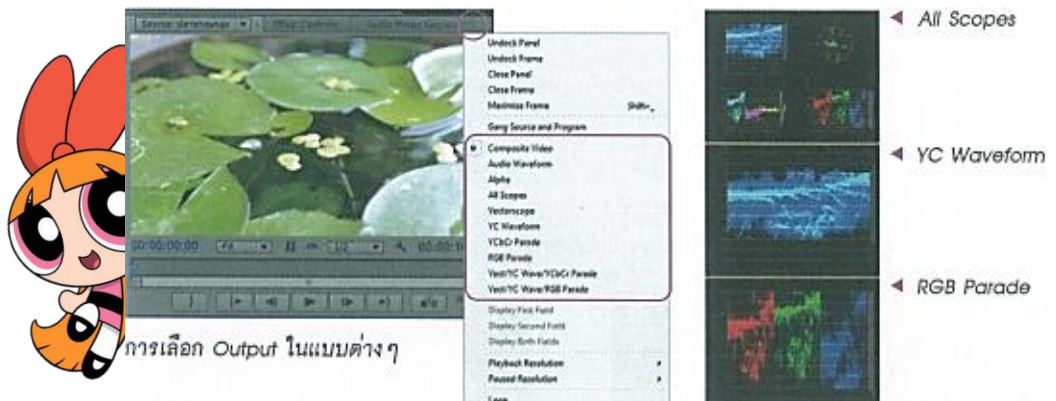 Effect Controls
Undock Panel
Undock Frame
Close Panel
Close Frame
Maximize Frame
Shift+
Gang Source and Program
Composite Video
Audio Waveform
Alpha
All Scopes
Vectorscope
YC Waveform
YCbCr Parade
RGB Parade
Vect/YC Wave/YCbCr Parade
Vect/YC Wave/RGB Parade
Display First Field
Display Second Field
Display Both Fields
Playback Resolution
Paused Resolution
Loop
00:00:00:00
Fit
1/2
การเลือก Output ในแบบต่างๆ
All Scopes
YC Waveform
RGB Parade